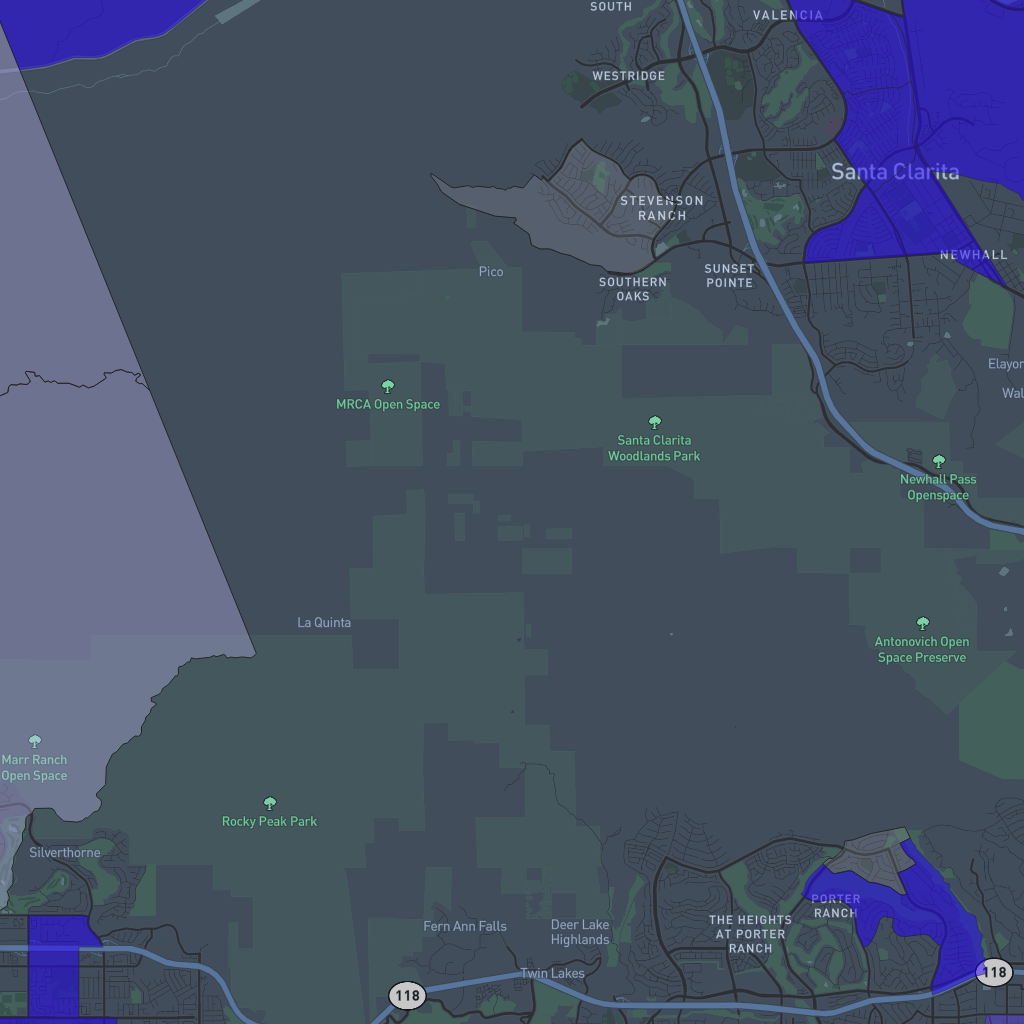 SOUTH
VALENCIA
WESTRIDGE
Santa Clarita
STEVENSON
RANCH
NEWHALL
Pico
SUNSET
POINTE
SOUTHERN
OAKS
Elayon
Wal
MRCA Open Space
Santa Clarita
Woodlands Park
Newhall Pass
Openspace
La Quinta
Antonovich Open
Space Preserve
Marr Ranch
Open Space
Rocky Peak Park
Silverthorne
PORTER
RANCH
THE HEIGHTS
AT PORTER
RANCH
Fern Ann Falls
Deer Lake
Highlands
Twin Lakes
118
118